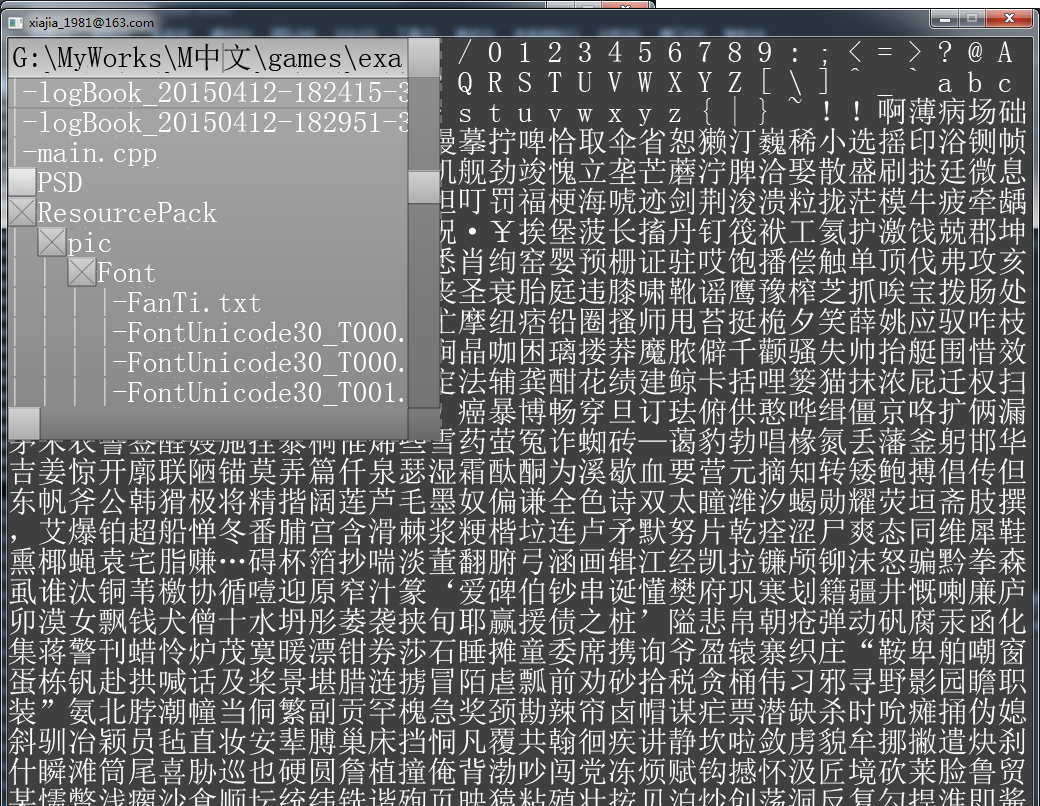 xiajia_1981@163.com
G:\MyWorks\M中文\games\exa
-logBook_20150412-182415-3
-logBook_20150412-182951-3
-main.cpp
PSD
ResourcePack
pic
Font
-FanTi.txt
-FontUnicode30_T000.
-FontUnicode30_T000.
-FontUnicode30_T001.
/ 0 1 2 3 4 5 6 7 8 9 : ; < = > ? @ A
Q R S T U V W X Y Z [ \ ] ^ _ ` a b c
s t u v w x y z { | } ~ ! ! 啊薄病场础
曼摹拧啤恰取伞省恕獭汀巍稀小选摇印浴铡帧
机舰劲竣愧立垄芒蘑泞脾洽娶散盛刷挞廷微息
坦叮罚福梗海唬迹剑荆浚溃粒拢茫模牛疲牵龋
祝·￥挨堡菠长搐丹钉筏袱工氦护激饯兢郡坤
悉肖绚窑婴预栅证驻哎饱播偿触单顶伐弗攻亥
丧圣衰胎庭违膝啸靴谣鹰豫榨芝抓唉宝拨肠处
亡摩纽痞铅圈搔师甩苔挺桅夕笑薛姚应驭咋枝
恂晶咖困璃搂莽魔脓僻千颧骚失帅抬艇围惜效
定法辅龚酣花绩建鲸卡括哩篓猫抹浓屁迁权扫
癌暴博畅穿旦订珐俯供憨哗缉僵京咯扩俩漏
雪药萤冤诈蜘砖—蔼豹勃唱椽氮丢藩釜躬邯华
吉姜惊开廓联陋锚莫弄篇仟泉瑟湿霜酞酮为溪歇血要营元摘知转矮鲍搏倡传但
东帆斧公韩猾极将精揩阔莲芦毛墨奴偏谦全色诗双太瞳潍汐蝎勋耀荧垣斋肢撰
，艾爆铂超船惮冬番脯宫含滑棘浆粳楷垃连卢矛默努片乾痊涩尸爽态同维犀鞋
熏椰蝇袁宅脂赚…碍杯箔抄喘淡董翻腑弓涵画辑江经凯拉镰颅铆沫怒骗黔拳森
虱谁汰铜苇檄协循噎迎原窄汁篆‘爱碑伯钞串诞懂樊府巩寒划籍疆井慨喇廉庐
卯漠女飘钱犬僧十水坍彤萎袭挟旬耶赢援债之桩’隘悲帛朝疮弹动矾腐汞函化
集蒋警刊蜡怜炉茂寞暖漂钳券莎石睡摊童委席携询爷盈辕寨织庄“鞍卑舶嘲窗
蛋栋钒赴拱喊话及桨景堪腊涟掳冒陌虐瓢前劝砂拾税贪桶伟习邪寻野影园瞻职
装”氨北脖潮幢当侗繁副贡罕槐急奖颈勘辣帘卤帽谋疟票潜缺杀时吮瘫捅伪媳
斜驯冶颖员毡直妆安辈膊巢床挡恫凡覆共翰徊疾讲静坎啦敛虏貌牟挪撇遣炔刹
什瞬滩筒尾喜胁巡也硬圆詹植撞俺背渤吵闯党冻烦赋钩撼怀汲匠境砍莱脸鲁贸